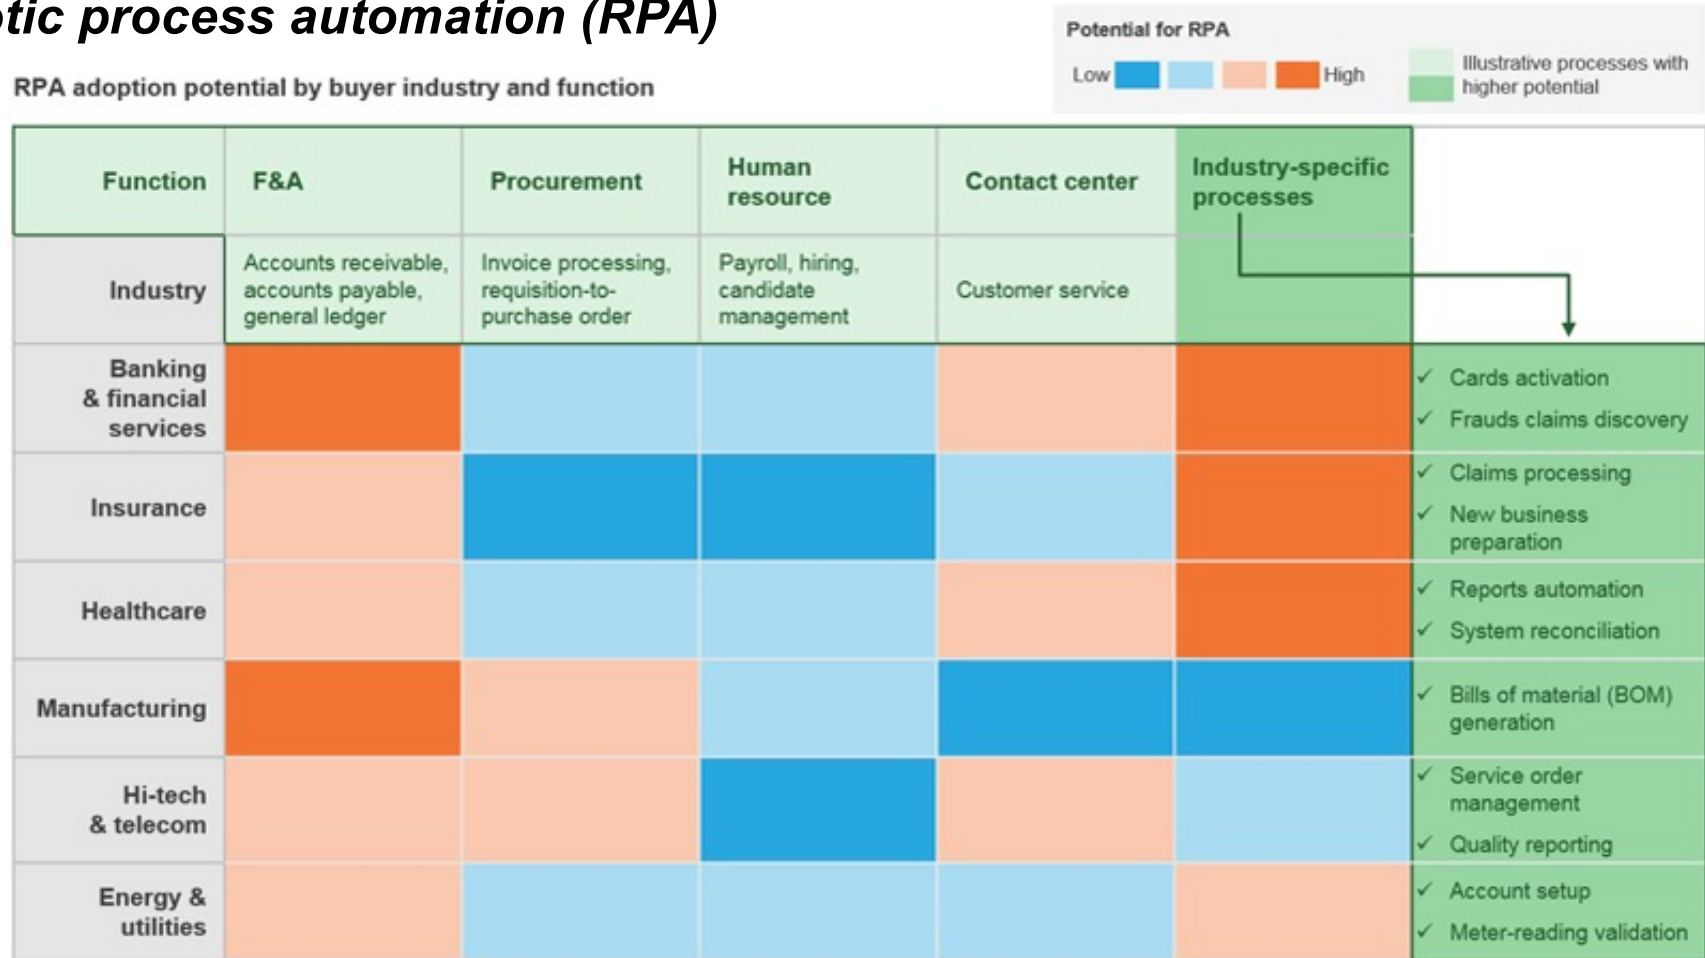 tic process automation (RPA)
Potential for RPA
Low
High
Illustrative processes with
higher potential
RPA adoption potential by buyer industry and function
Function
F&A
Procurement
Human
resource
Contact center
Industry-specific
processes
Industry
Accounts receivable,
accounts payable,
general ledger
Invoice processing,
requisition-to-
purchase order
Payroll, hiring,
candidate
management
Customer service
Banking
& financial
services
✓ Cards activation
✓ Frauds claims discovery
Insurance
✓ Claims processing
✓ New business
preparation
Healthcare
✓ Reports automation
✓ System reconciliation
Manufacturing
✓ Bills of material (BOM)
generation
Hi-tech
& telecom
✓ Service order
management
✓ Quality reporting
Energy &
utilities
✓ Account setup
✓ Meter-reading validation